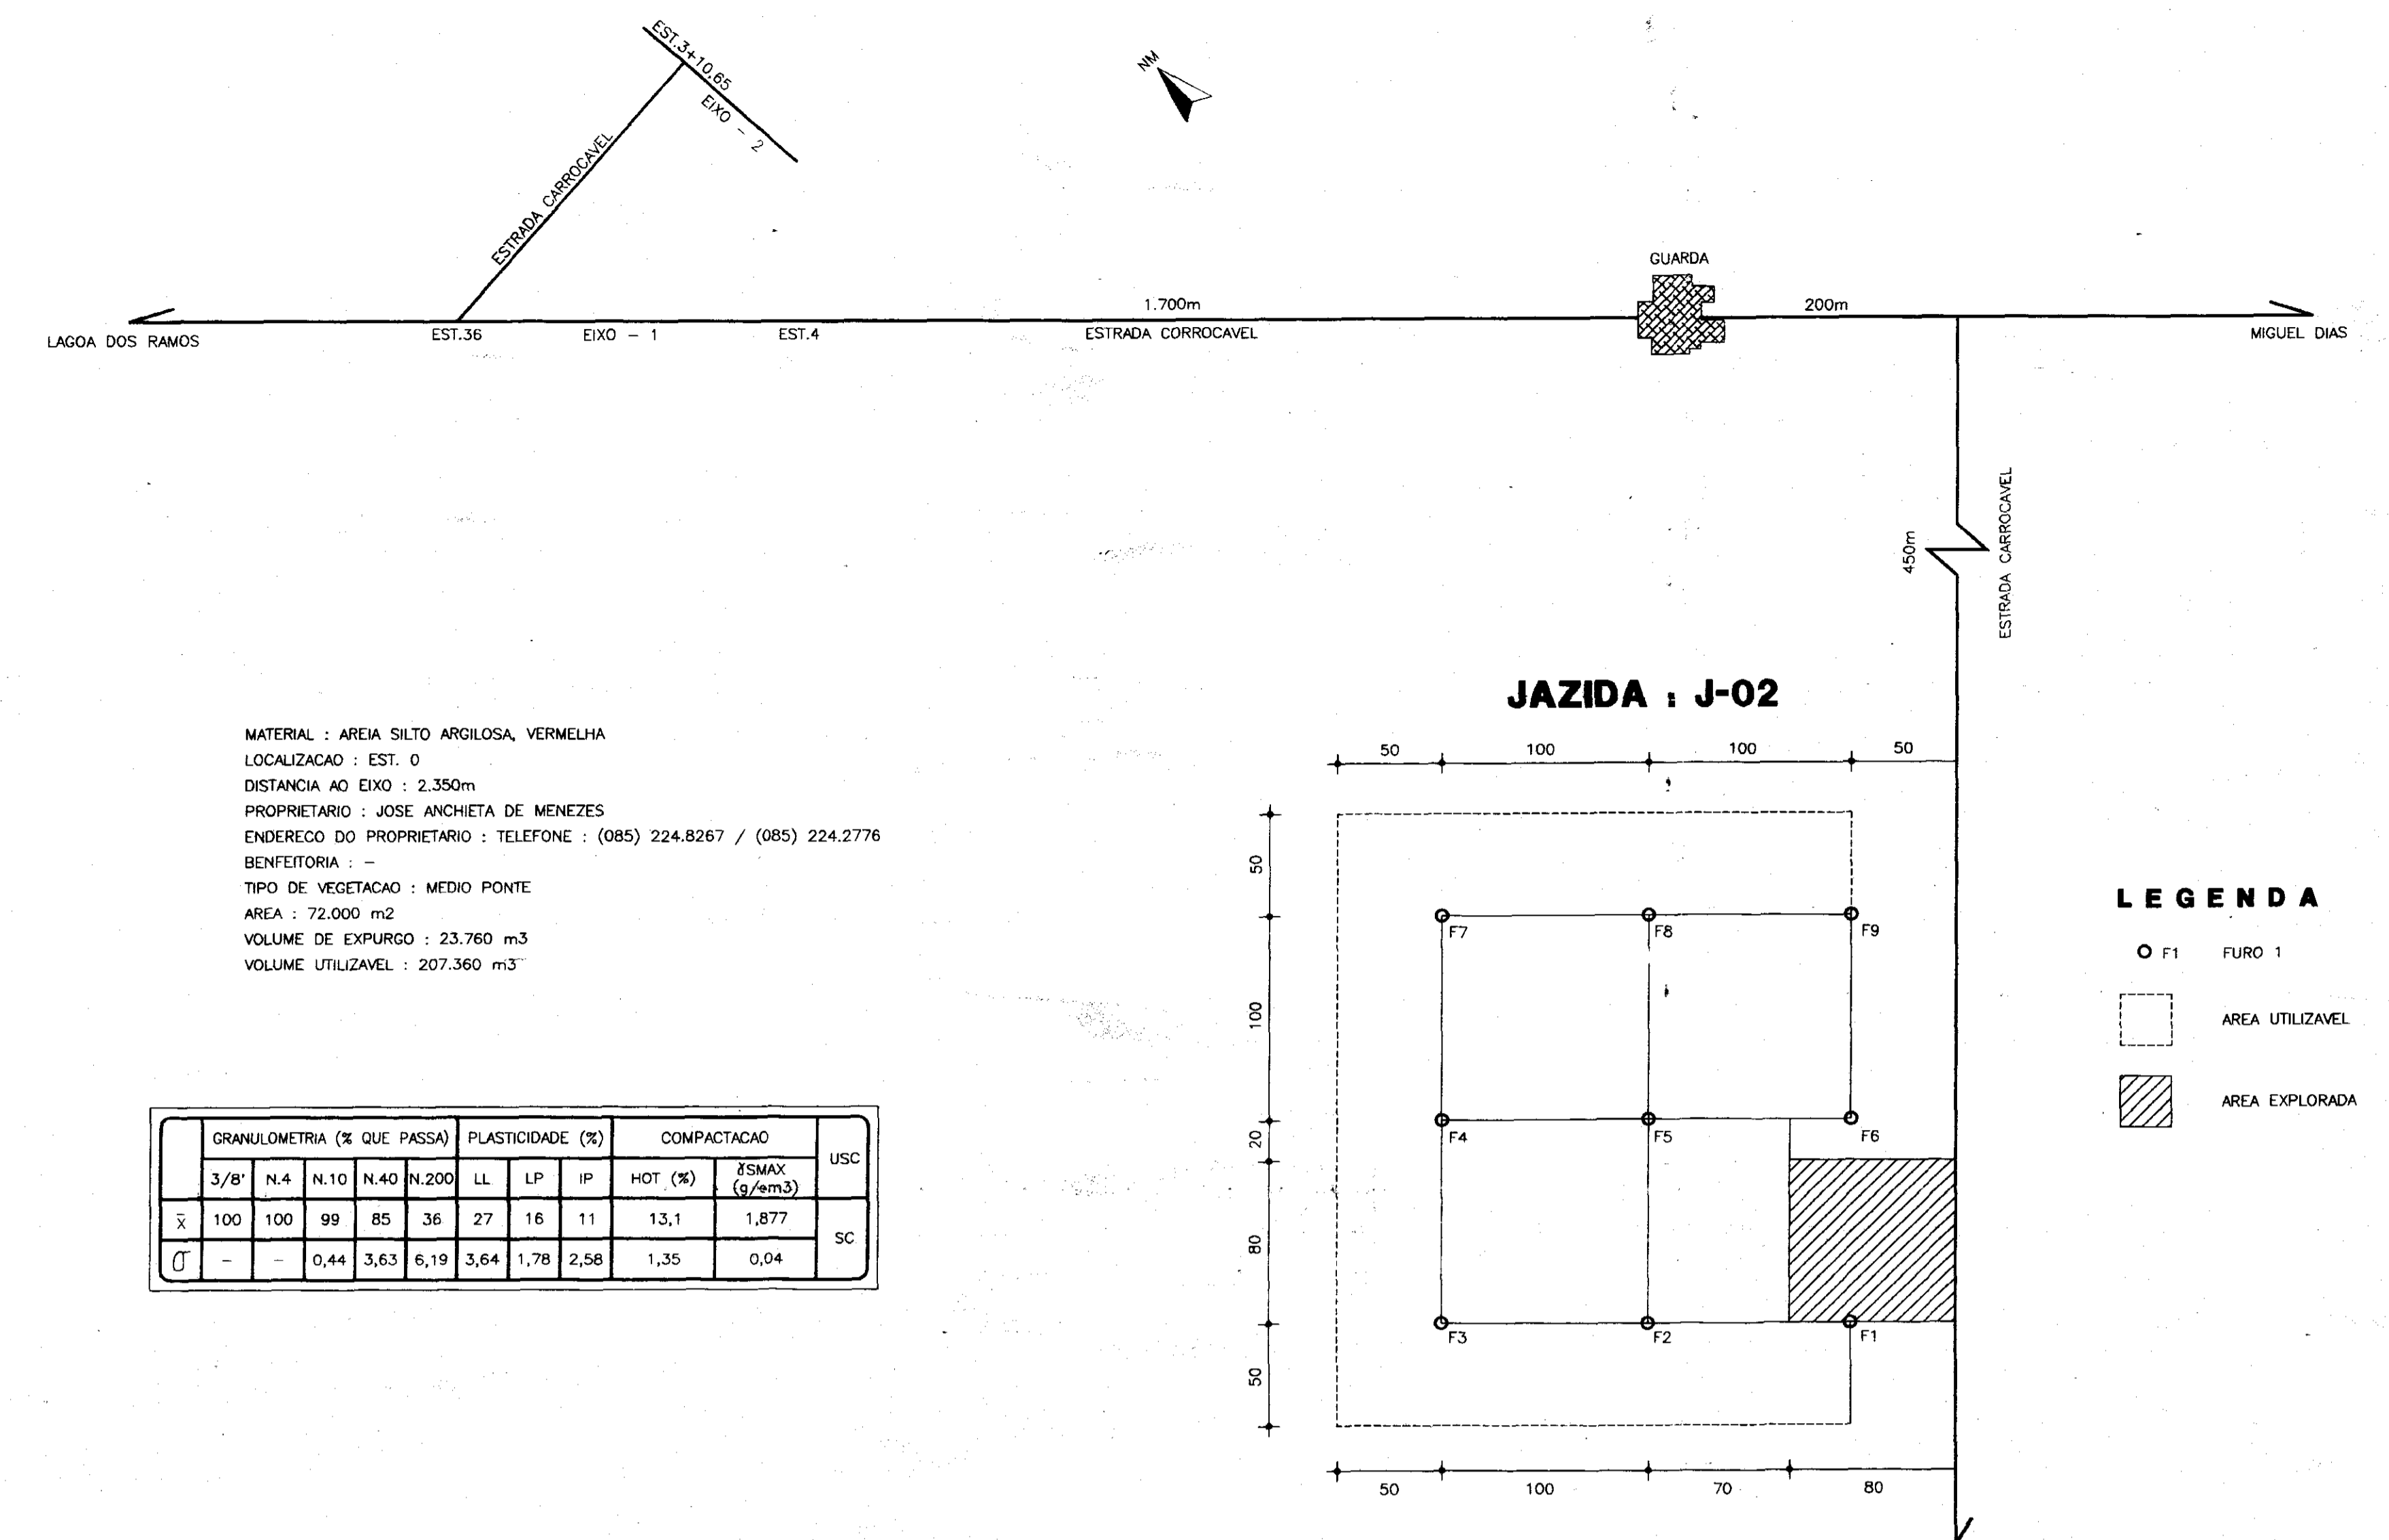 EST.3+10,65
EIXO - 2
NM
ESTRADA CARROCAVEL
GUARDA
1.700m
200m
LAGOA DOS RAMOS
EST.36
EIXO - 1
EST.4
ESTRADA CORROCAVEL
MIGUEL DIAS
450m
ESTRADA CARROCAVEL
JAZIDA : J-02
MATERIAL : AREIA SILTO ARGILOSA, VERMELHA
LOCALIZACAO : EST. 0
DISTANCIA AO EIXO : 2.350m
PROPRIETARIO : JOSE ANCHIETA DE MENEZES
ENDERECO DO PROPRIETARIO : TELEFONE : (085) 224.8267 / (085) 224.2776
BENFEITORIA : -
TIPO DE VEGETACAO : MEDIO PONTE
AREA : 72.000 m2
VOLUME DE EXPURGO : 23.760 m3
VOLUME UTILIZAVEL : 207.360 m3
50 100 100 50
50
100
20
80
50
F7 F8 F9
F4 F5 F6
F3 F2 F1
50 100 70 80
LEGENDA
F1 FURO 1
AREA UTILIZAVEL
AREA EXPLORADA
GRANULOMETRIA (% QUE PASSA) PLASTICIDADE (%) COMPACTACAO USC
3/8' N.4 N.10 N.40 N.200 LL LP IP HOT (%) ɣSMAX (g/cm3)
x̄ 100 100 99 85 36 27 16 11 13,1 1,877 SC
σ - - 0,44 3,63 6,19 3,64 1,78 2,58 1,35 0,04